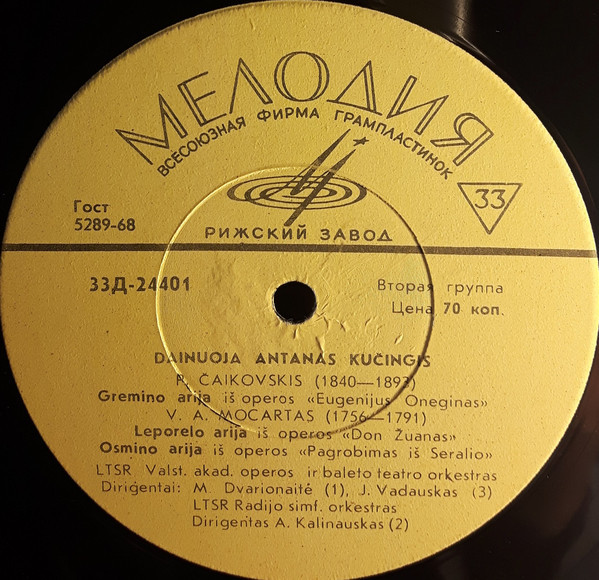 МЕЛОДИЯ
ВСЕСОЮЗНАЯ ФИРМА ГРАМПЛАСТИНОК
33
Гост
5289-68
РИЖСКИЙ ЗАВОД
33Д-24401
Вторая группа
Цена 70 коп.
DAINUOJA ANTANAS KUČINGIS
P. ČAIKOVSKIS (1840—1893)
Gremino arija iš operos «Eugenijus Oneginas»
V. A. MOCARTAS (1756—1791)
Leporelo arija iš operos «Don Žuanas»
Osmino arija iš operos «Pagrobimas iš Seralio»
LTSR Valst. akad. operos ir baleto teatro orkestras
Dirigentai: M. Dvarionaitė (1), J. Vadauskas (3)
LTSR Radijo simf. orkestras
Dirigentas A. Kalinauskas (2)